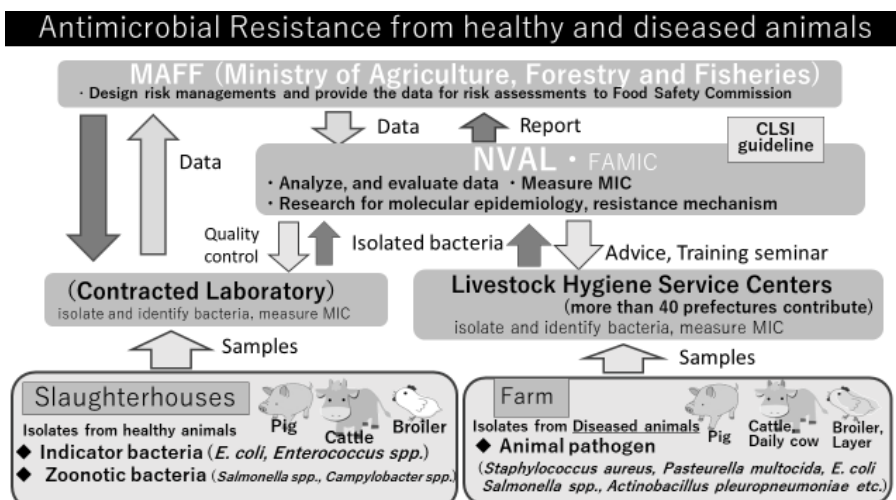 Antimicrobial Resistance from healthy and diseased animals
MAFF (Ministry of Agriculture, Forestry and Fisheries)
・Design risk managements and provide the data for risk assessments to Food Safety Commission
Data
Data
Report
CLSI
guideline
NVAL・FAMIC
・Analyze, and evaluate data ・Measure MIC
・Research for molecular epidemiology, resistance mechanism
Quality
control
Isolated bacteria
Advice, Training seminar
(Contracted Laboratory)
isolate and identify bacteria, measure MIC
Livestock Hygiene Service Centers
(more than 40 prefectures contribute)
isolate and identify bacteria, measure MIC
Samples
Samples
Slaughterhouses
Pig
Cattle
Broiler
Isolates from healthy animals
◆ Indicator bacteria (E. coli, Enterococcus spp.)
◆ Zoonotic bacteria (Salmonella spp., Campylobacter spp.)
Farm
Pig
Cattle,
Daily cow
Broiler,
Layer
Isolates from Diseased animals
◆ Animal pathogen
(Staphylococcus aureus, Pasteurella multocida, E. coli
Salmonella spp., Actinobacillus pleuropneumoniae etc.)